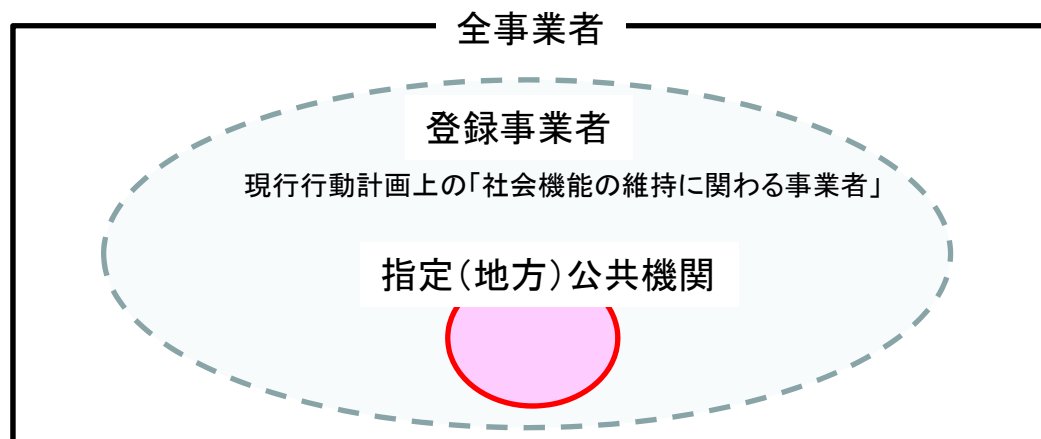 全事業者
登録事業者
現行行動計画上の｢社会機能の維持に関わる事業者｣
指定（地方）公共機関